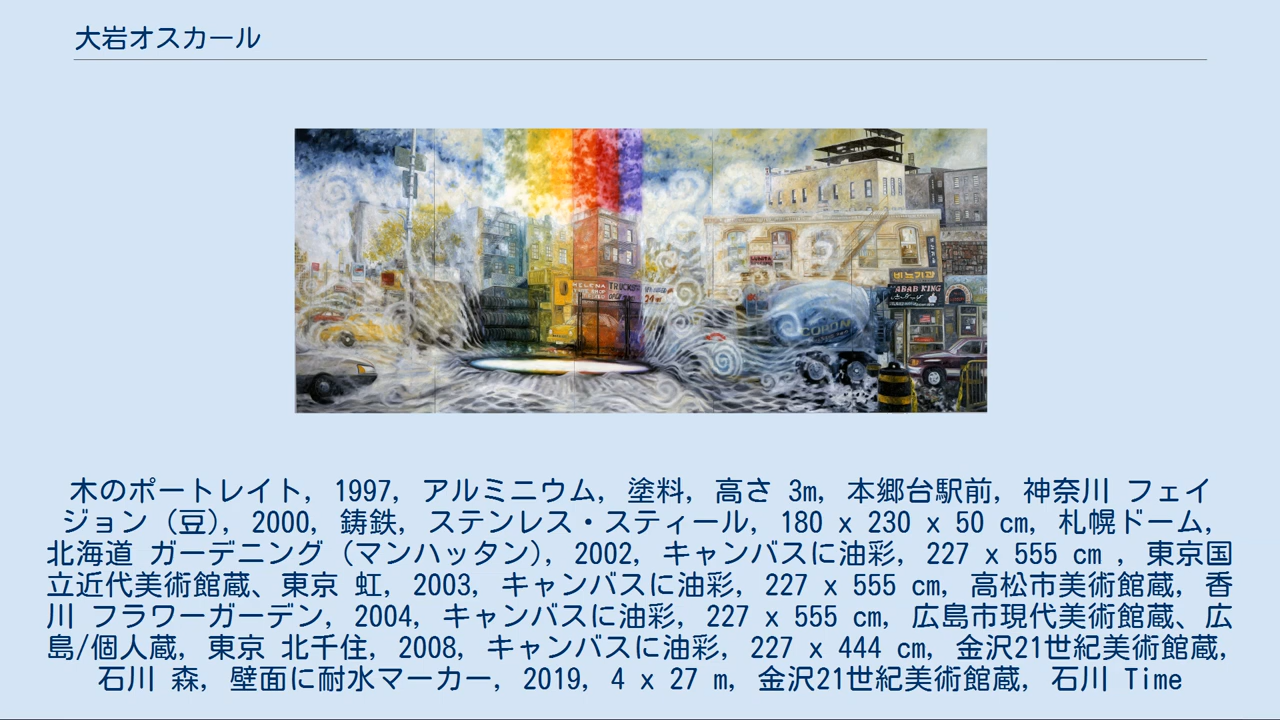 大岩オスカール
HELENA
TRUCKS
비뇨기관
ARAB KING
木のポートレイト, 1997, アルミニウム, 塗料, 高さ 3m, 本郷台駅前, 神奈川 フェイ
ジョン (豆), 2000, 鋳鉄, ステンレス・スティール, 180 x 230 x 50 cm, 札幌ドーム,
北海道 ガーデニング (マンハッタン), 2002, キャンバスに油彩, 227 x 555 cm , 東京国
立近代美術館蔵、東京 虹, 2003, キャンバスに油彩, 227 x 555 cm, 高松市美術館蔵, 香
川 フラワーガーデン, 2004, キャンバスに油彩, 227 x 555 cm, 広島市現代美術館蔵、広
島/個人蔵, 東京 北千住, 2008, キャンバスに油彩, 227 x 444 cm, 金沢21世紀美術館蔵,
石川 森, 壁面に耐水マーカー, 2019, 4 x 27 m, 金沢21世紀美術館蔵, 石川 Time